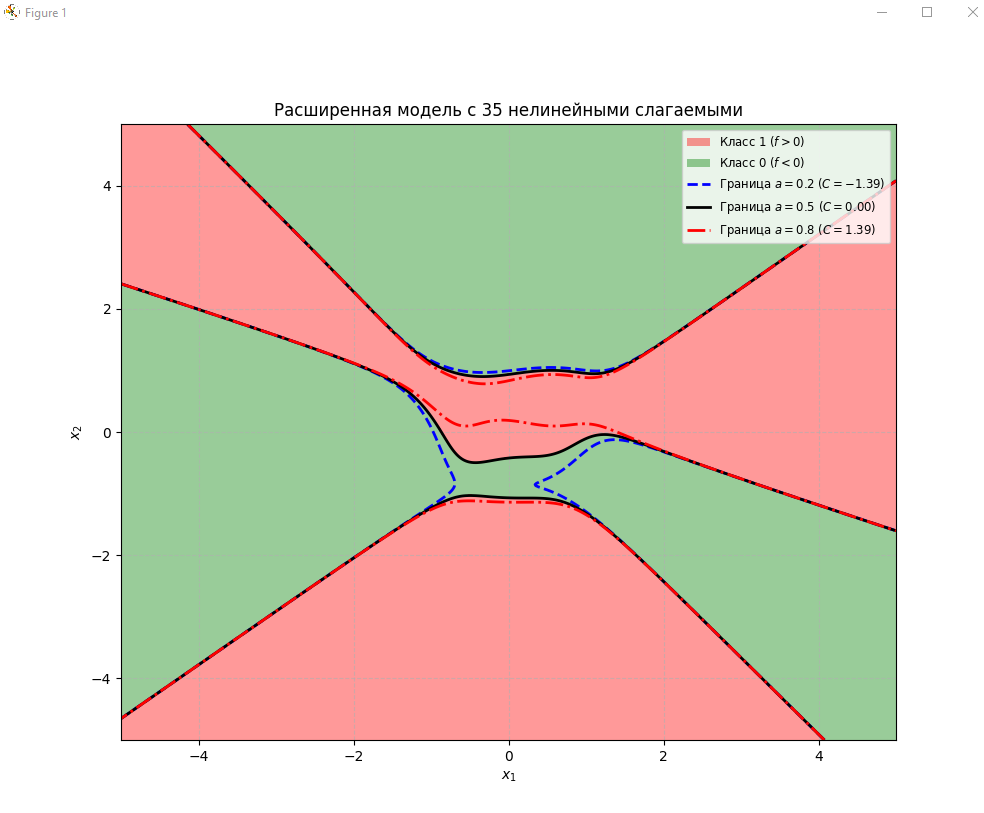 Figure 1
Расширенная модель с 35 нелинейными слагаемыми
Класс 1 (f > 0)
Класс 0 (f < 0)
Граница a = 0.2 (C = −1.39)
Граница a = 0.5 (C = 0.00)
Граница a = 0.8 (C = 1.39)
4
2
0
−2
−4
x₂
−4
−2
0
2
4
x₁